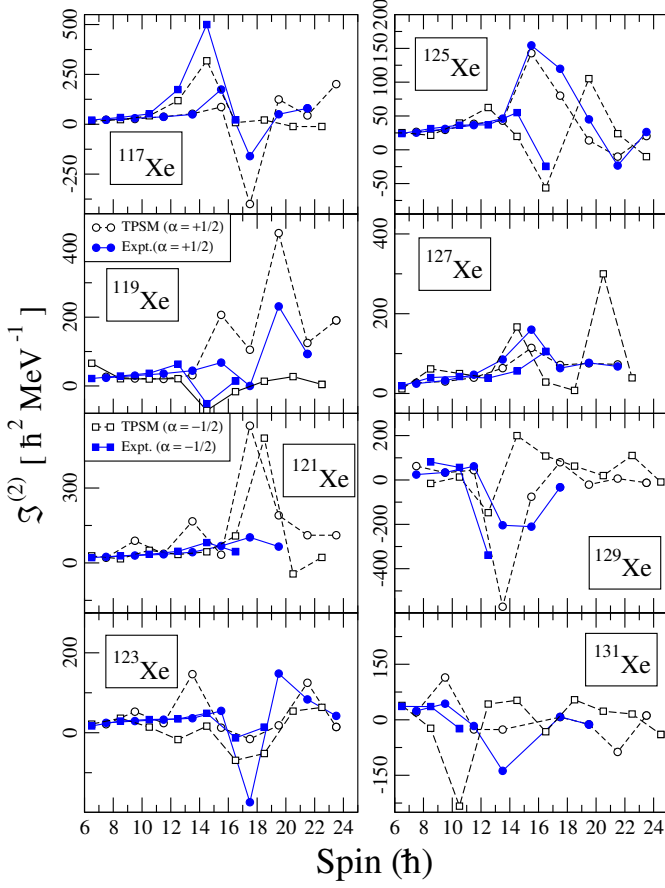 500
250
0
-250
117Xe
200
150
100
50
0
-50
125Xe
TPSM (α = +1/2)
Expt.(α = +1/2)
119Xe
400
200
0
127Xe
400
200
0
TPSM (α = −1/2)
Expt. (α = −1/2)
121Xe
300
0
129Xe
200
0
-200
-400
123Xe
200
0
131Xe
150
0
-150
ℑ(2) [ ħ2 MeV−1 ]
6 8 10 12 14 16 18 20 22 24
6 8 10 12 14 16 18 20 22 24
Spin (ħ)